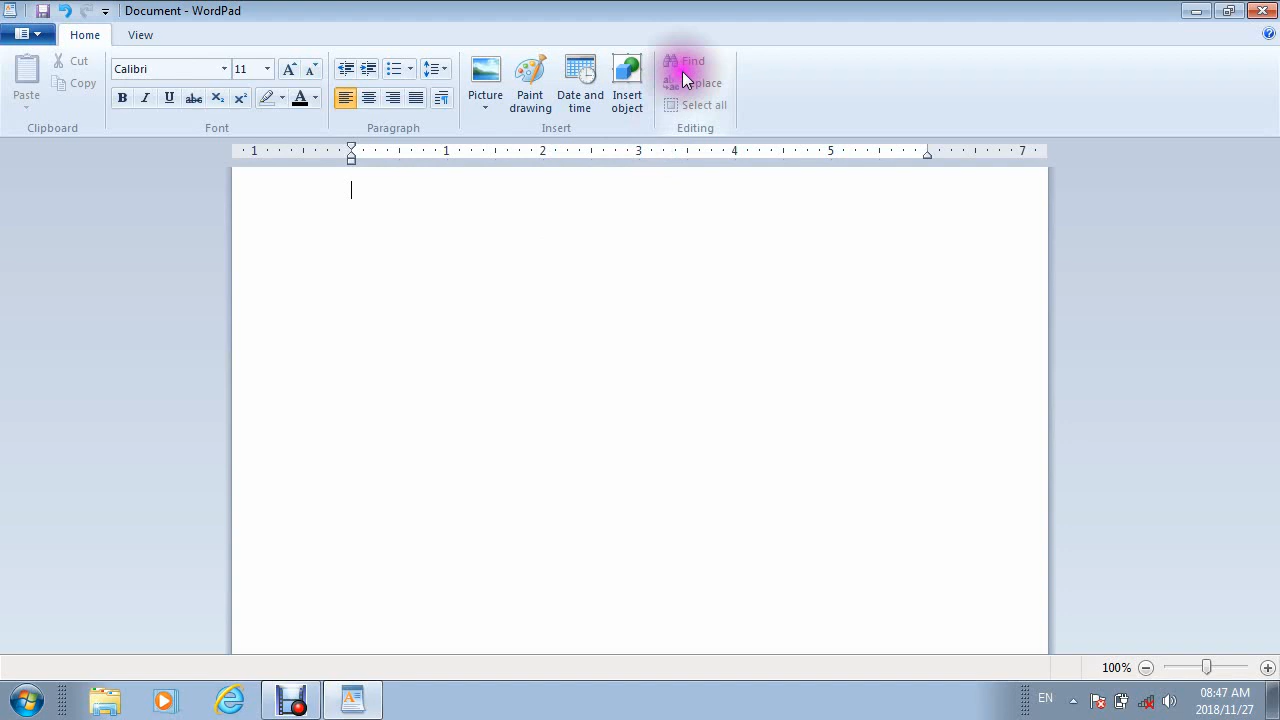 Document - WordPad
Home
View
Paste
Cut
Copy
Clipboard
Calibri
11
Font
Paragraph
Picture
Paint drawing
Date and time
Insert object
Insert
Find
place
Select all
Editing
1 1 2 3 4 5 7
100%
EN
08:47 AM
2018/11/27